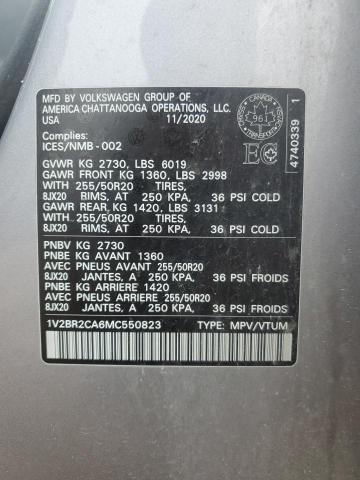 MFD BY VOLKSWAGEN GROUP OF
AMERICA CHATTANOOGA OPERATIONS, LLC.
USA 11/2020
Complies:
ICES/NMB-002
CANADA
96
TRANSPORT
EC
4740339 1
GVWR KG 2730, LBS 6019
GAWR FRONT KG 1360, LBS 2998
WITH 255/50R20 TIRES,
8JX20 RIMS, AT 250 KPA, 36 PSI COLD
GAWR REAR, KG 1420, LBS 3131
WITH 255/50R20 TIRES,
8JX20 RIMS, AT 250 KPA, 36 PSI COLD
PNBV KG 2730
PNBE KG AVANT 1360
AVEC PNEUS AVANT 255/50R20
8JX20 JANTES, A 250 KPA, 36 PSI FROIDS
PNBE KG ARRIERE 1420
AVEC PNEUS ARRIERE 255/50R20
8JX20 JANTES, A 250 KPA, 36 PSI FROIDS
1V2BR2CA6MC550823 TYPE: MPV/VTUM